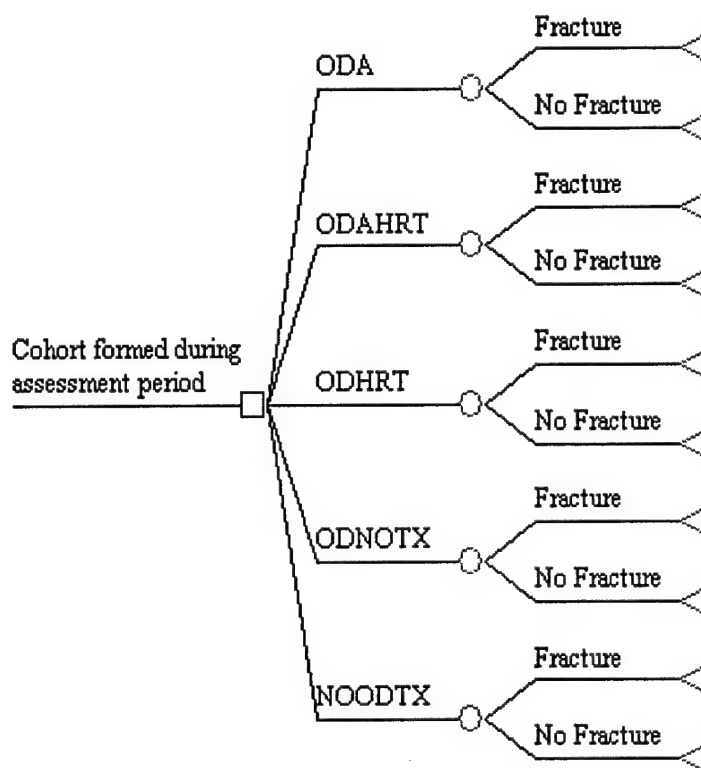 Fracture
ODA
No Fracture
Fracture
ODAHRT
No Fracture
Cohort formed during
assessment period
Fracture
ODHRT
No Fracture
Fracture
ODNOTX
No Fracture
Fracture
NOODTX
No Fracture